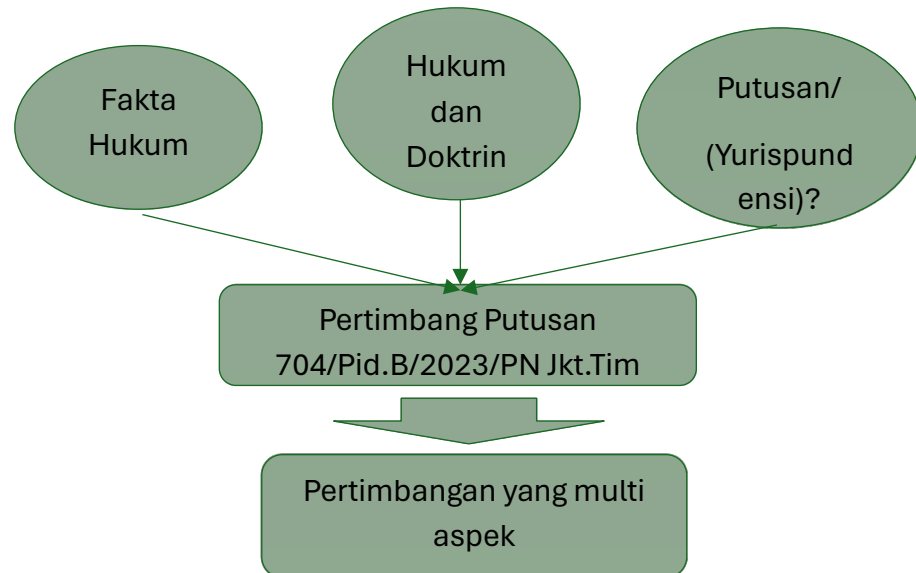 Fakta
Hukum
Hukum
dan
Doktrin
Putusan/
(Yurispund
ensi)?
Pertimbang Putusan
704/Pid.B/2023/PN Jkt.Tim
Pertimbangan yang multi
aspek